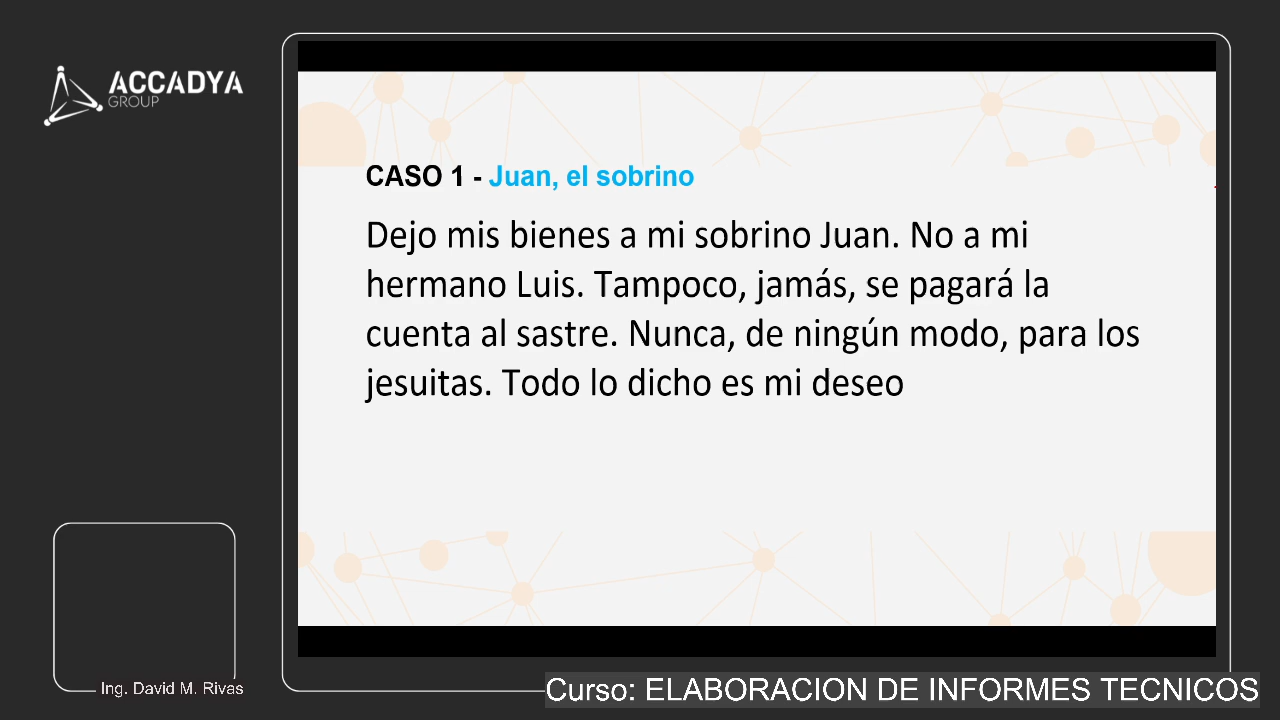 ACCADYA
GROUP
CASO 1 - Juan, el sobrino
Dejo mis bienes a mi sobrino Juan. No a mi
hermano Luis. Tampoco, jamás, se pagará la
cuenta al sastre. Nunca, de ningún modo, para los
jesuitas. Todo lo dicho es mi deseo
Ing. David M. Rivas
Curso: ELABORACION DE INFORMES TECNICOS